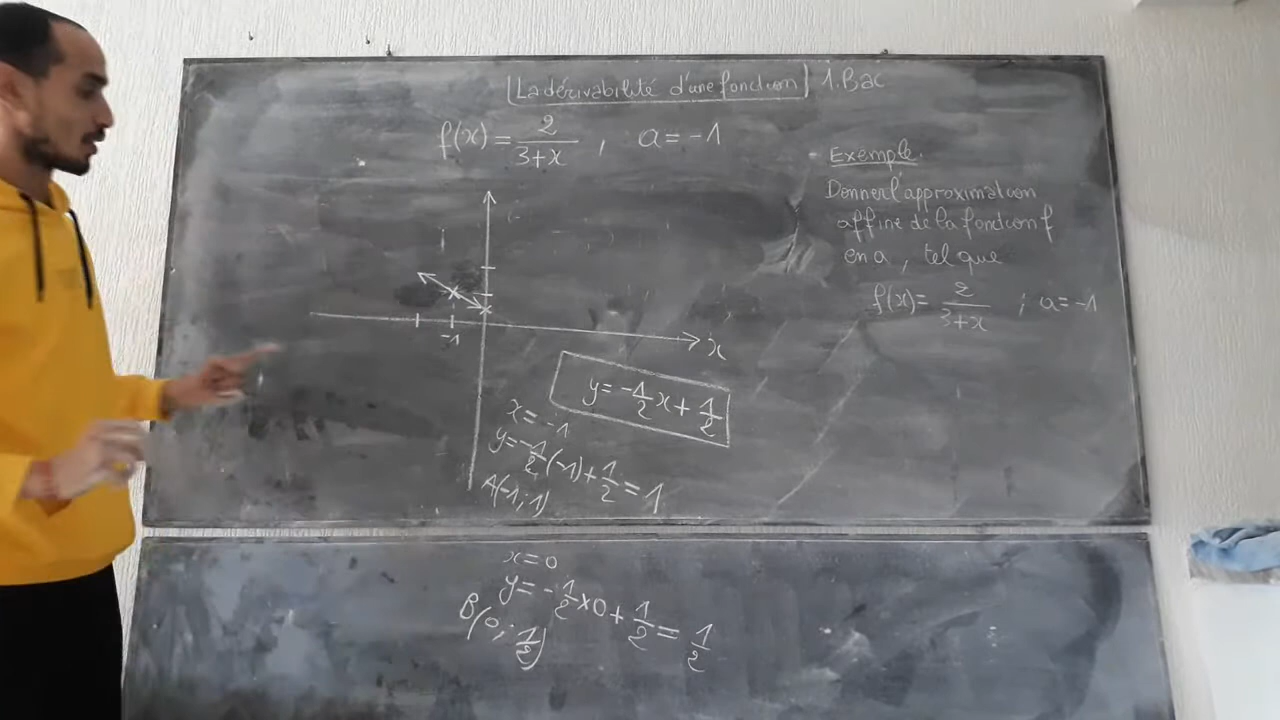 La dérivabilité d'une fonction 1.Bac
f(x) = 2/(3+x) , a = -1
Exemple.
Donner l'approximation
affine de la fonction f
en a , tel que
f(x) = 2/(3+x) ; a = -1
-1
x
y = -1/2 x + 1/2
x = -1
y = -1/2 (-1) + 1/2 = 1
A(-1;1)
x = 0
y = -1/2 × 0 + 1/2 = 1/2
B(0; 1/2)